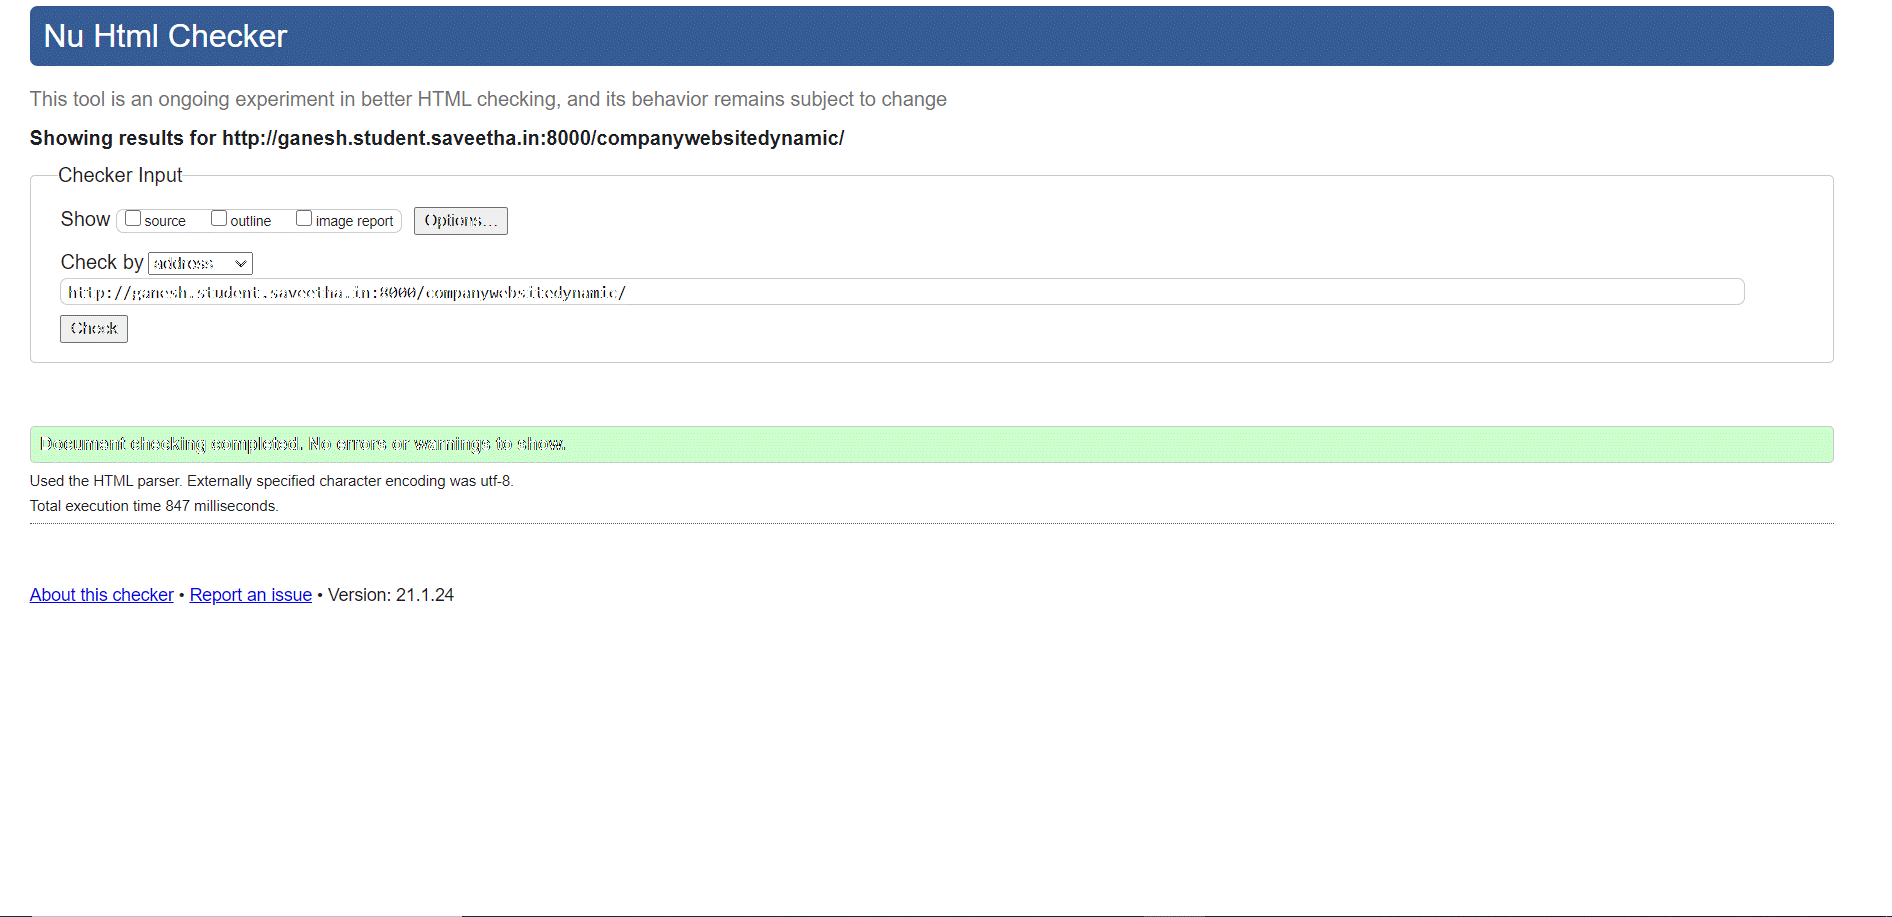 Nu Html Checker
This tool is an ongoing experiment in better HTML checking, and its behavior remains subject to change
Showing results for http://ganesh.student.saveetha.in:8000/companywebsitedynamic/
Checker Input
Show source outline image report Options...
Check by address
http://ganesh.student.saveetha.in:8000/companywebsitedynamic/
Check
Document checking completed. No errors or warnings to show.
Used the HTML parser. Externally specified character encoding was utf-8.
Total execution time 847 milliseconds.
About this checker • Report an issue • Version: 21.1.24